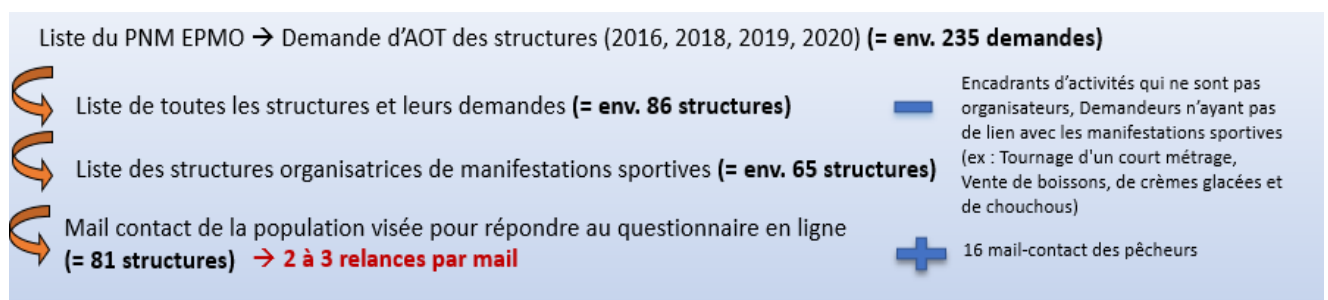 Liste du PNM EPMO → Demande d'AOT des structures (2016, 2018, 2019, 2020) (= env. 235 demandes)
Liste de toutes les structures et leurs demandes (= env. 86 structures)
Encadrants d'activités qui ne sont pas
organisateurs, Demandeurs n'ayant pas
de lien avec les manifestations sportives
(ex : Tournage d'un court métrage,
Vente de boissons, de crèmes glacées et
de chouchous)
Liste des structures organisatrices de manifestations sportives (= env. 65 structures)
Mail contact de la population visée pour répondre au questionnaire en ligne
(= 81 structures) → 2 à 3 relances par mail
16 mail-contact des pêcheurs